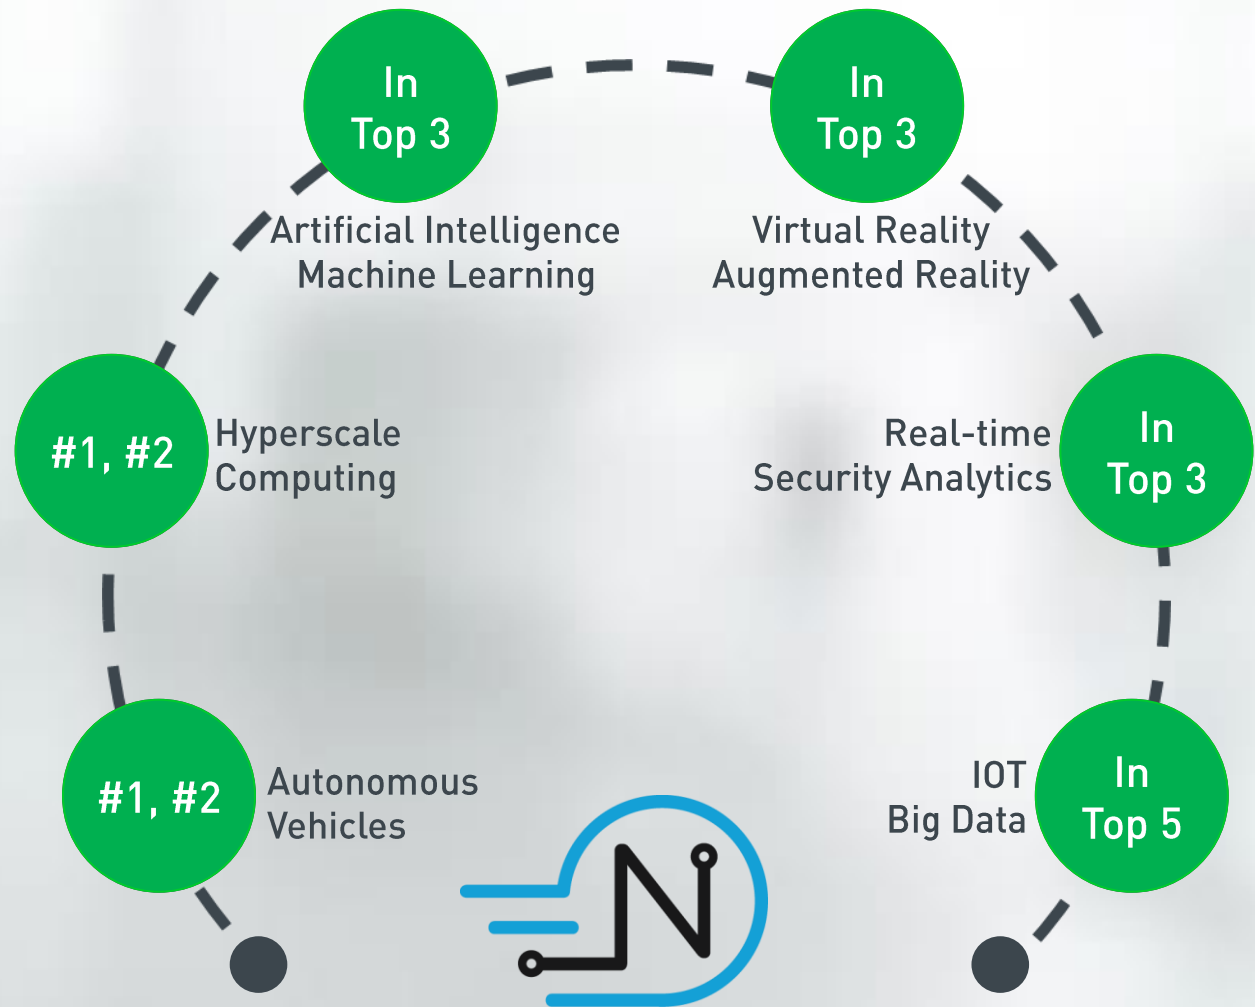 In
Top 3
Artificial Intelligence
Machine Learning
In
Top 3
Virtual Reality
Augmented Reality
#1, #2
Hyperscale
Computing
Real-time
Security Analytics
In
Top 3
#1, #2
Autonomous
Vehicles
IOT
Big Data
In
Top 5
N